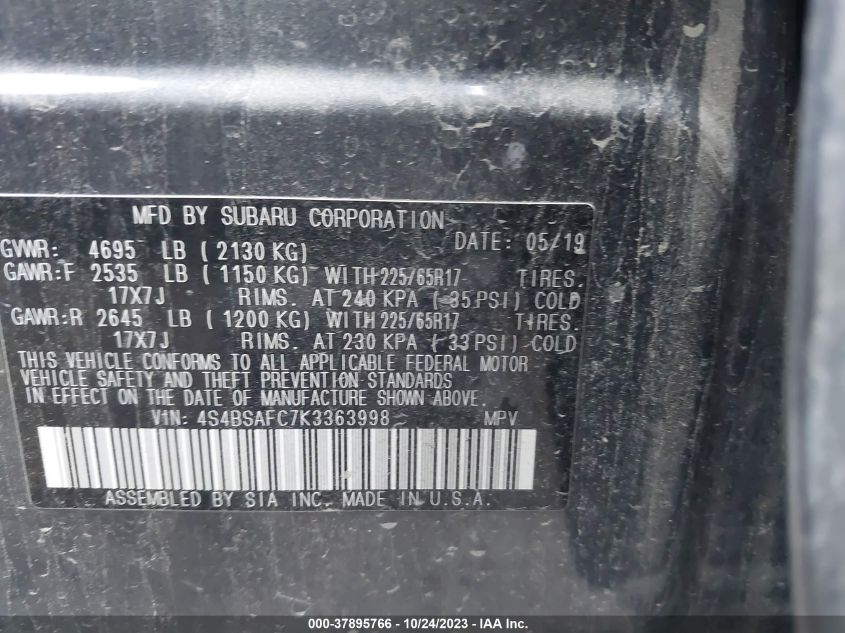 MFD BY SUBARU CORPORATION
DATE: 05/19
GVWR: 4695 LB ( 2130 KG)
GAWR:F 2535 LB ( 1150 KG) WITH 225/65R17 TIRES.
17X7J RIMS. AT 240 KPA ( 35 PSI) COLD
GAWR:R 2645 LB ( 1200 KG) WITH 225/65R17 TIRES.
17X7J RIMS. AT 230 KPA ( 33 PSI) COLD
THIS VEHICLE CONFORMS TO ALL APPLICABLE FEDERAL MOTOR
VEHICLE SAFETY AND THEFT PREVENTION STANDARDS
IN EFFECT ON THE DATE OF MANUFACTURE SHOWN ABOVE.
VIN: 4S4BSAFC7K3363998 MPV
ASSEMBLED BY SIA INC. MADE IN U.S.A.
000-37895766 - 10/24/2023 - IAA Inc.